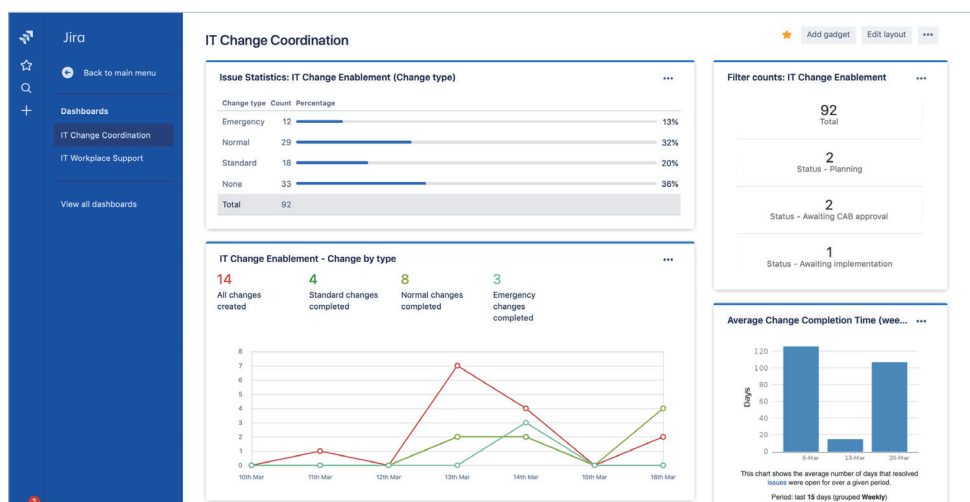 Jira
Back to main menu
Dashboards
IT Change Coordination
IT Workplace Support
View all dashboards
2
IT Change Coordination
Add gadget
Edit layout
Issue Statistics: IT Change Enablement (Change type)
Change type Count Percentage
Emergency 12 13%
Normal 29 32%
Standard 18 20%
None 33 36%
Total 92
IT Change Enablement - Change by type
14
All changes
created
4
Standard changes
completed
8
Normal changes
completed
3
Emergency
changes
completed
8
7
6
5
4
3
2
1
0
10th Mar 11th Mar 12th Mar 13th Mar 14th Mar 15th Mar 16th Mar
Filter counts: IT Change Enablement
92
Total
2
Status - Planning
2
Status - Awaiting CAB approval
1
Status - Awaiting implementation
Average Change Completion Time (wee...
Days
120
100
80
60
40
20
0
6-Mar 13-Mar 20-Mar
This chart shows the average number of days that resolved
issues were open for over a given period.
Period: last 15 days (grouped Weekly)